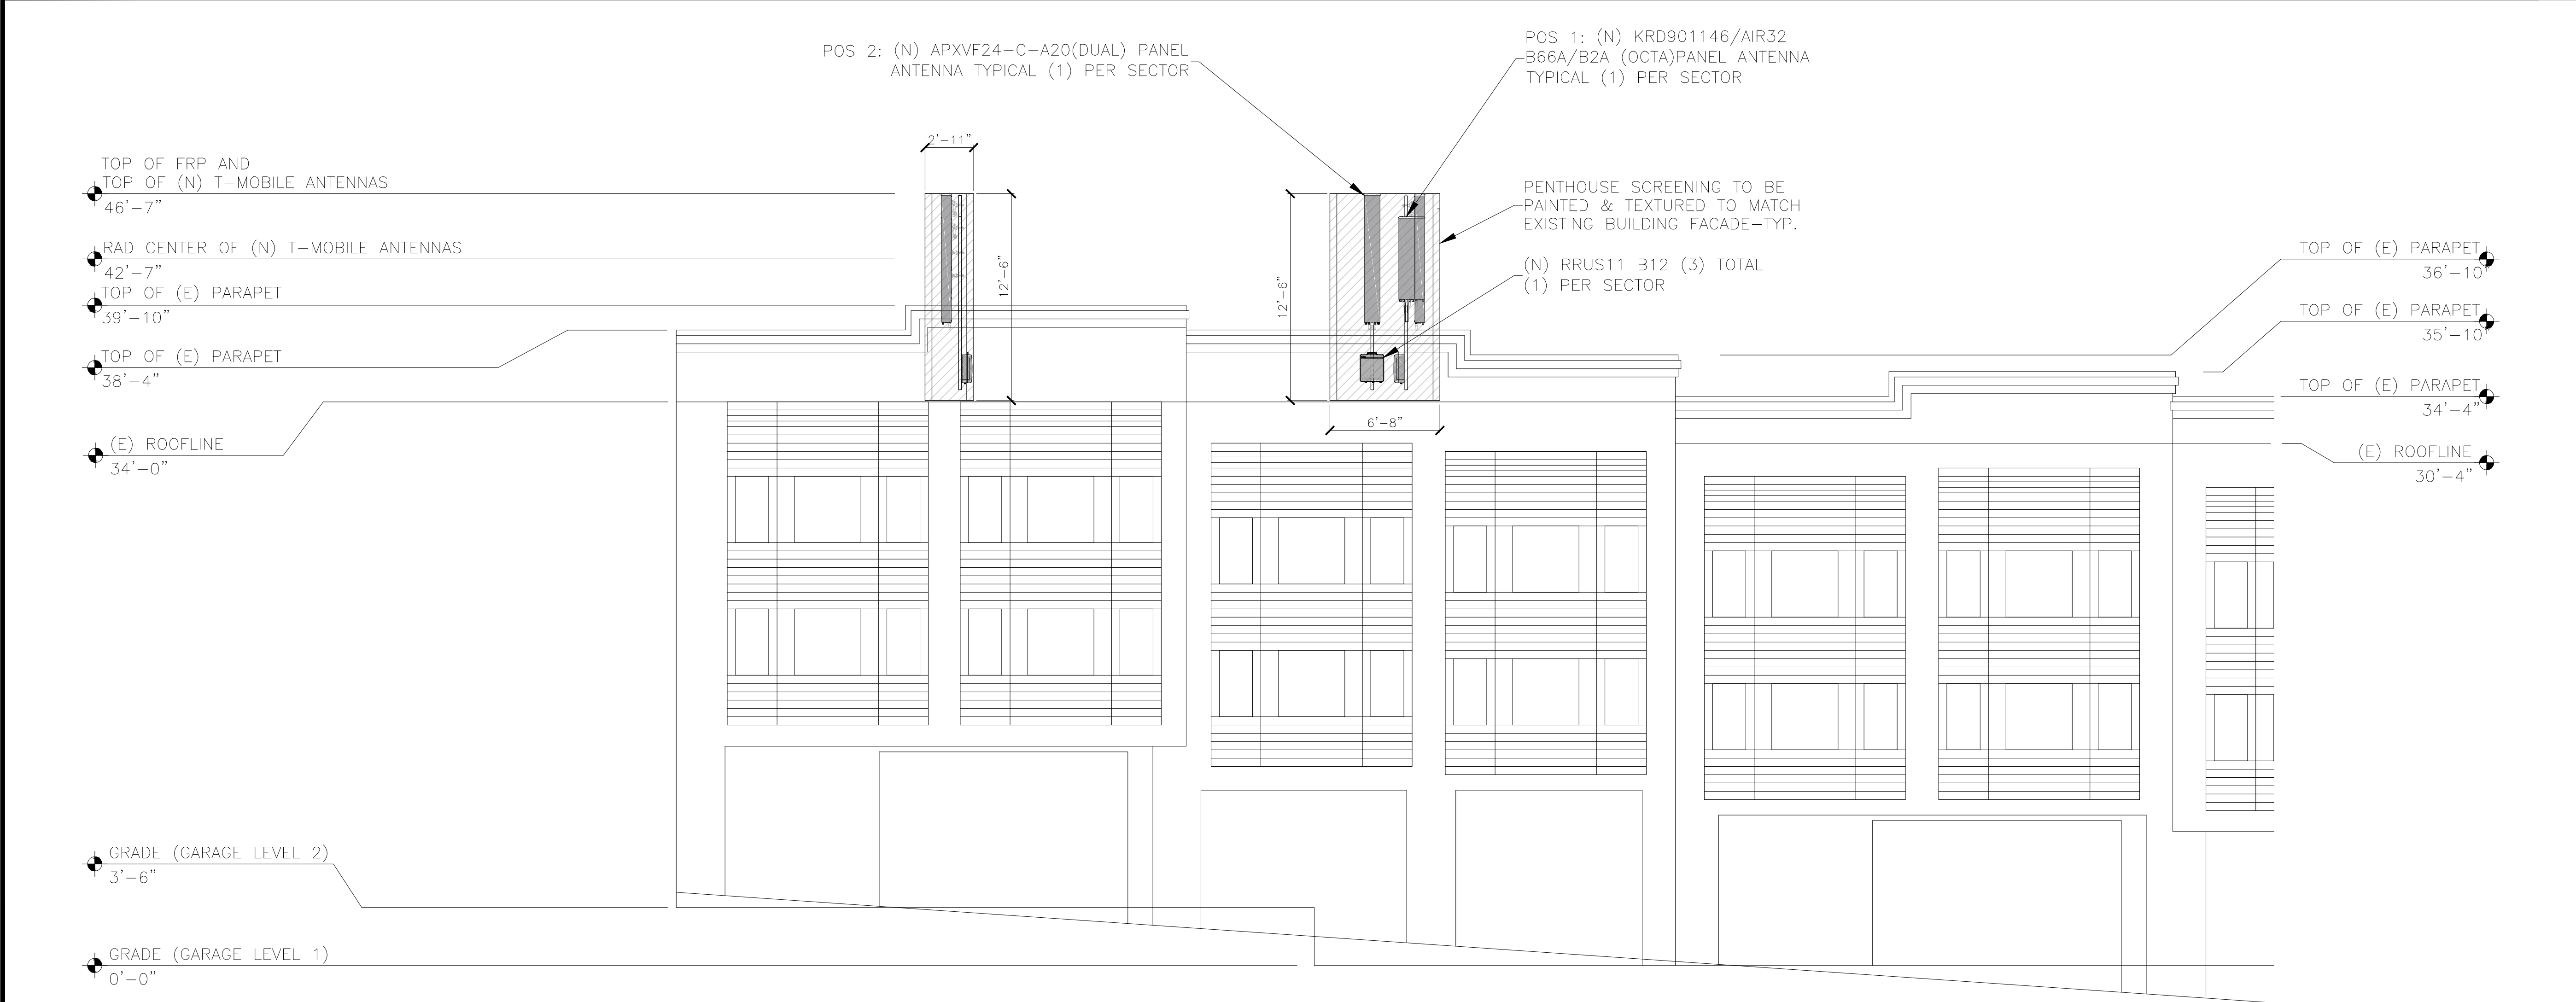 POS 2: (N) APXVF24-C-A20(DUAL) PANEL
ANTENNA TYPICAL (1) PER SECTOR
POS 1: (N) KRD901146/AIR32
B66A/B2A (OCTA)PANEL ANTENNA
TYPICAL (1) PER SECTOR
2'-11"
TOP OF FRP AND
TOP OF (N) T-MOBILE ANTENNAS
46'-7"
RAD CENTER OF (N) T-MOBILE ANTENNAS
42'-7"
TOP OF (E) PARAPET
39'-10"
TOP OF (E) PARAPET
38'-4"
(E) ROOFLINE
34'-0"
12'-6"
12'-6"
6'-8"
PENTHOUSE SCREENING TO BE
PAINTED & TEXTURED TO MATCH
EXISTING BUILDING FACADE-TYP.
(N) RRUS11 B12 (3) TOTAL
(1) PER SECTOR
TOP OF (E) PARAPET
36'-10"
TOP OF (E) PARAPET
35'-10"
TOP OF (E) PARAPET
34'-4"
(E) ROOFLINE
30'-4"
GRADE (GARAGE LEVEL 2)
3'-6"
GRADE (GARAGE LEVEL 1)
0'-0"